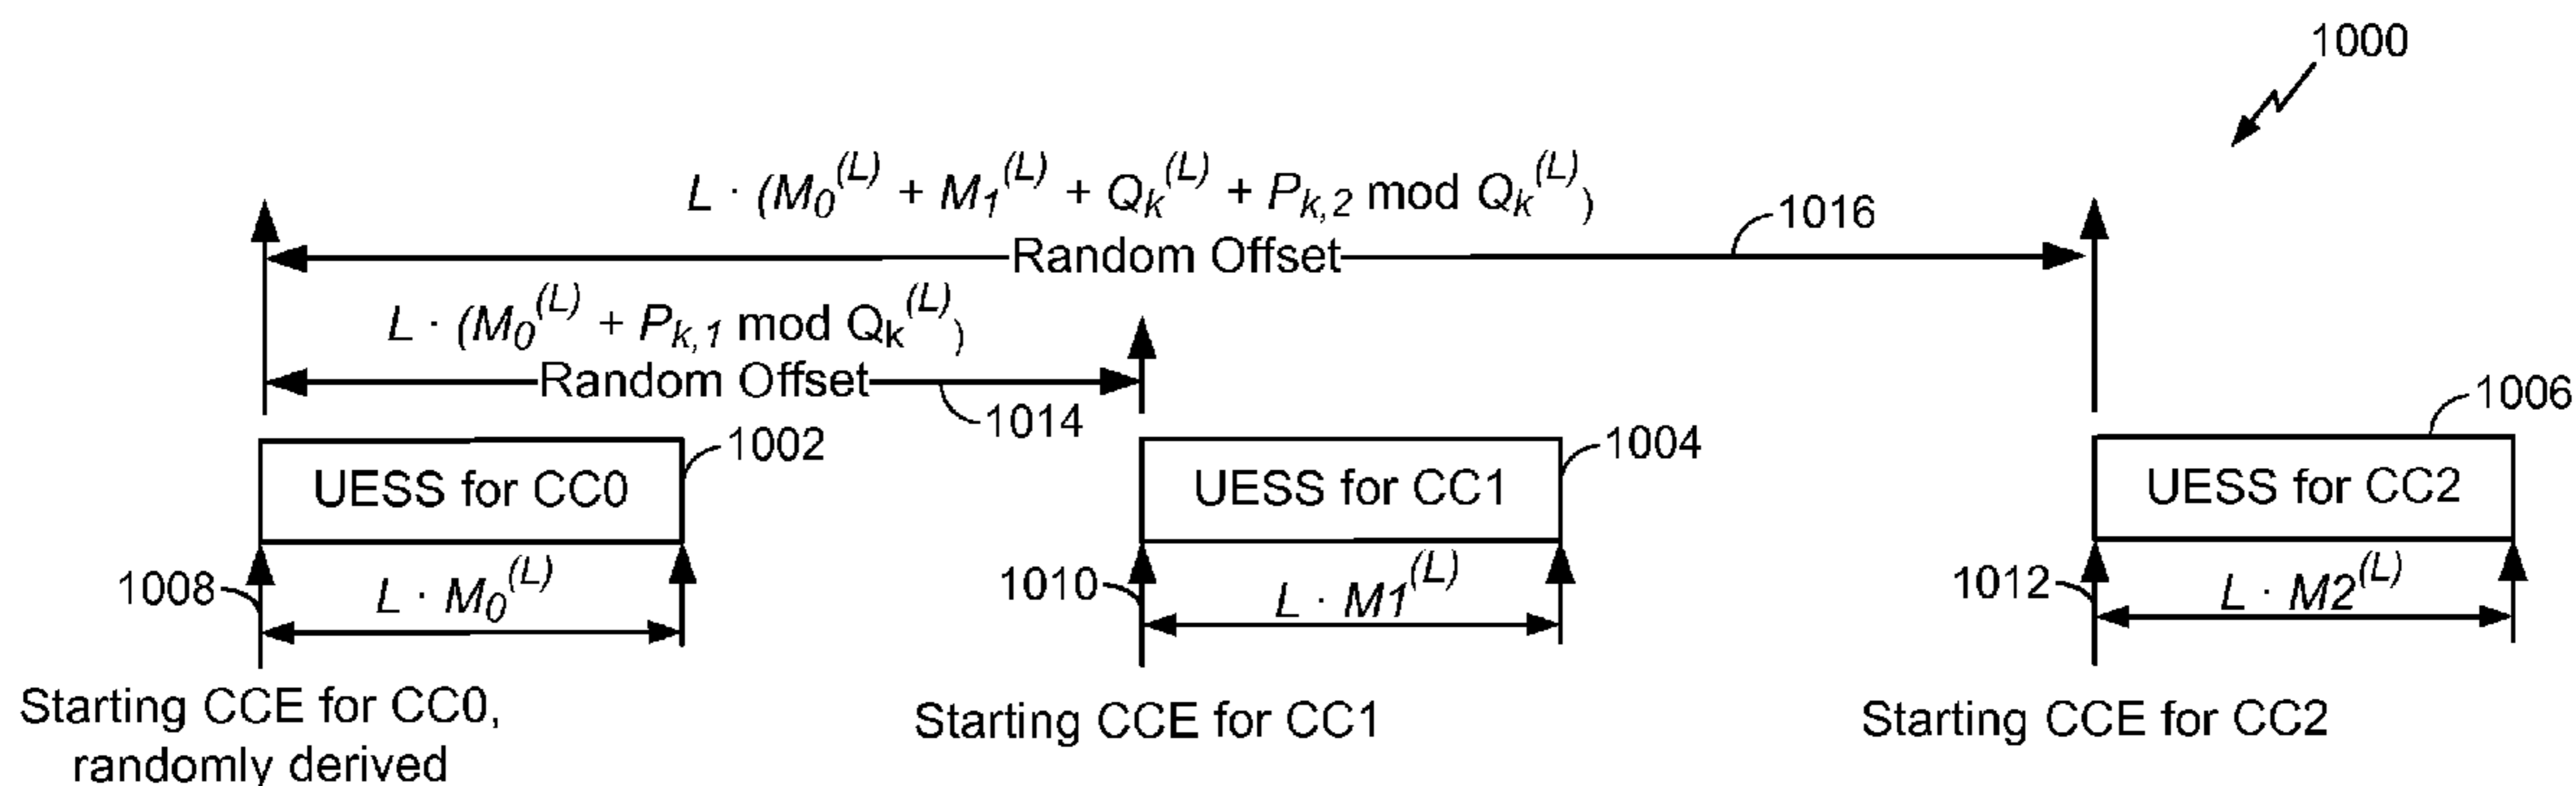 1000
L · (M₀⁽ᴸ⁾ + M₁⁽ᴸ⁾ + Qₖ⁽ᴸ⁾ + Pₖ,₂ mod Qₖ⁽ᴸ⁾)
1016
Random Offset
L · (M₀⁽ᴸ⁾ + Pₖ,₁ mod Qₖ⁽ᴸ⁾)
Random Offset
1014
1002
1004
1006
UESS for CC0
UESS for CC1
UESS for CC2
1008
L · M₀⁽ᴸ⁾
1010
L · M1⁽ᴸ⁾
1012
L · M2⁽ᴸ⁾
Starting CCE for CC0,
randomly derived
Starting CCE for CC1
Starting CCE for CC2